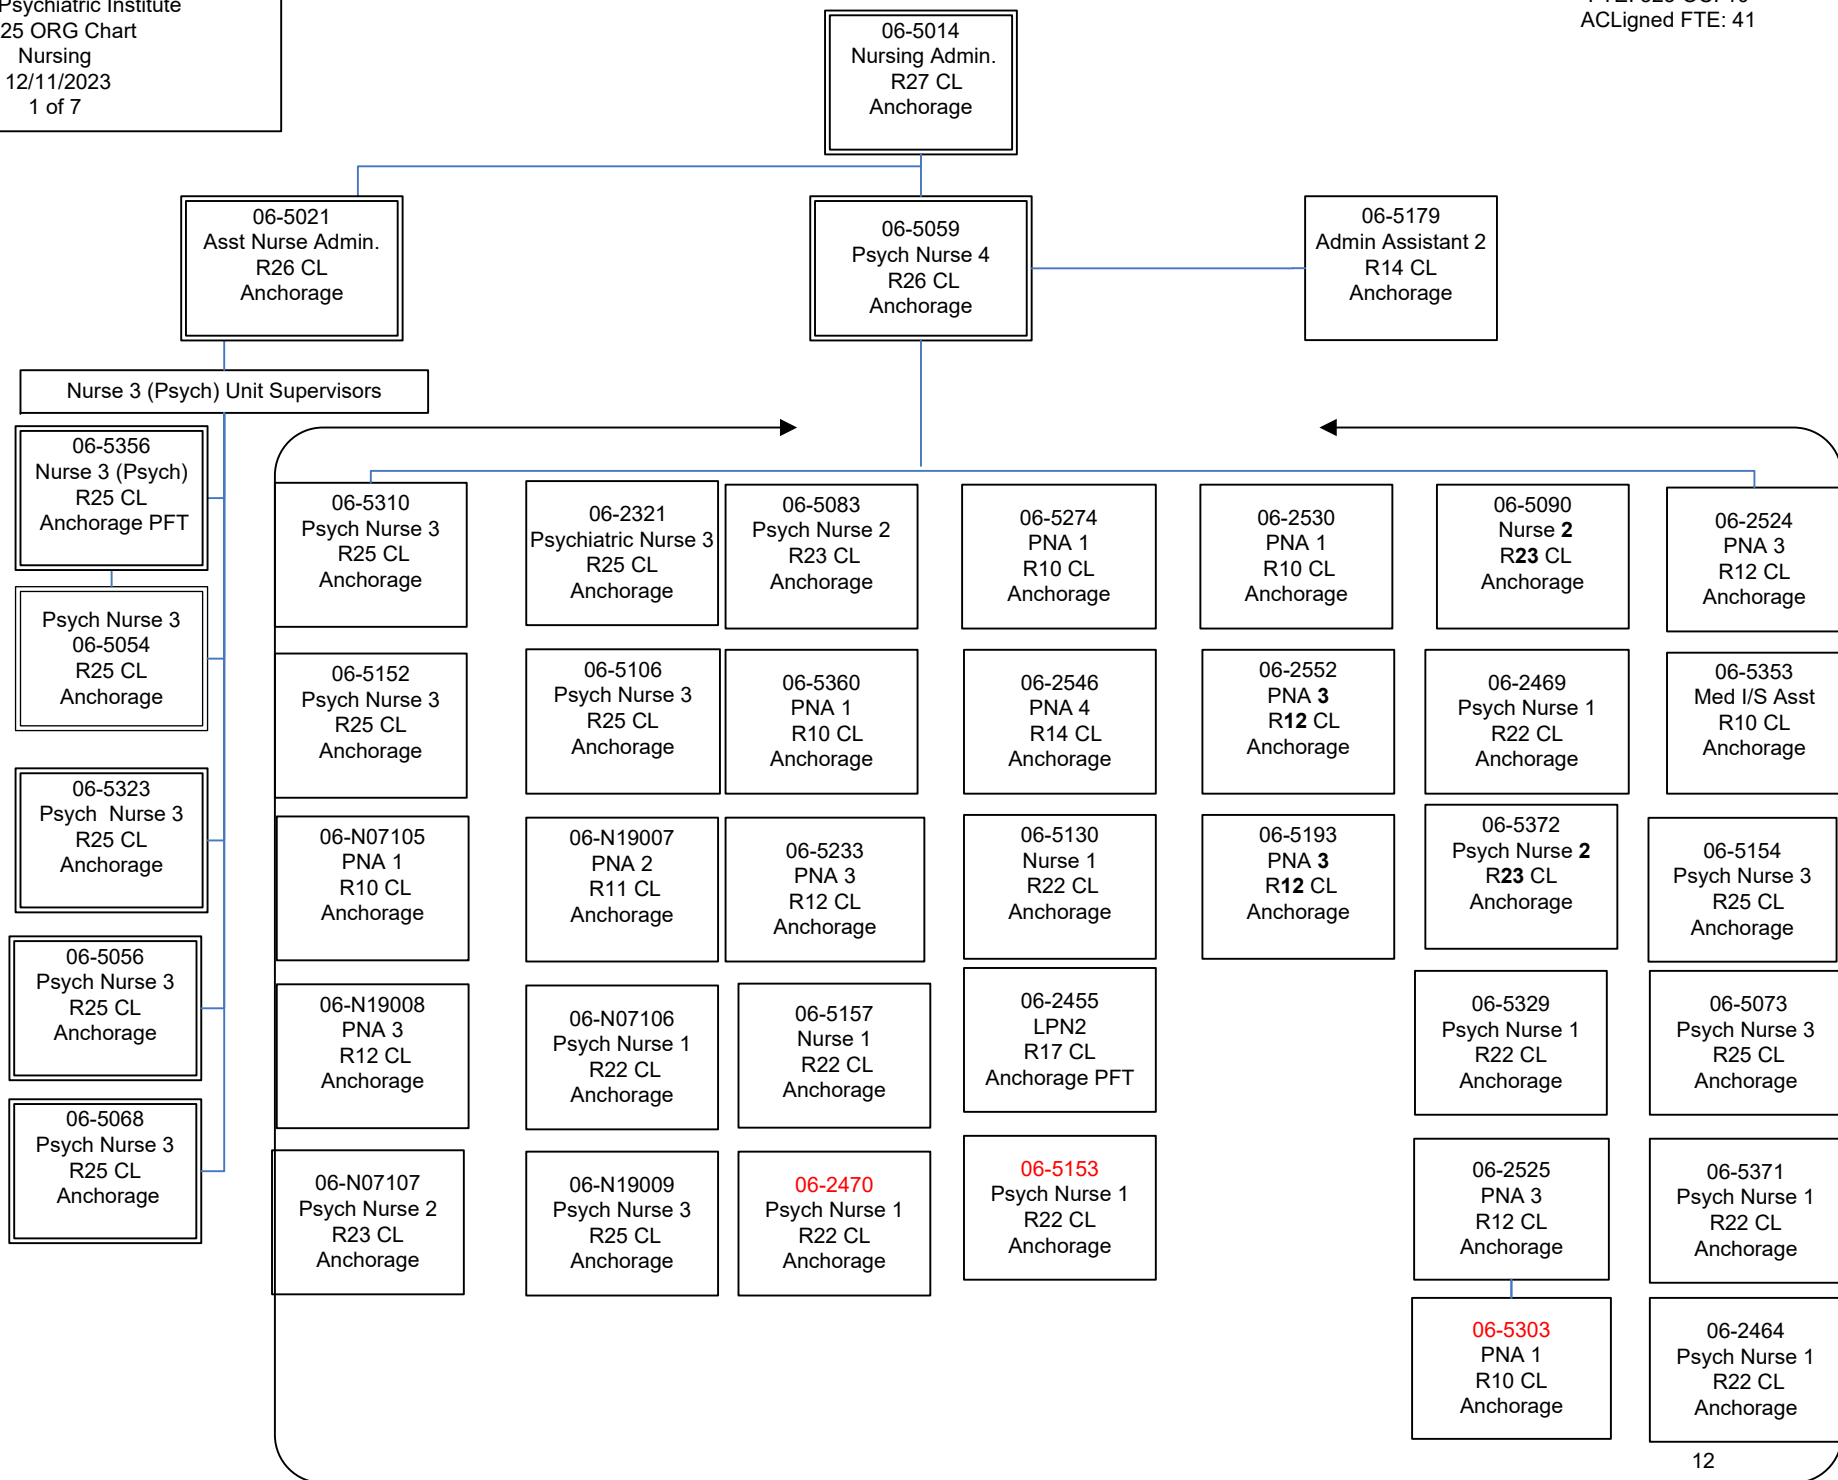 Psychiatric Institute
25 ORG Chart
Nursing
12/11/2023
1 of 7
ACLigned FTE: 41
06-5014
Nursing Admin.
R27 CL
Anchorage
06-5021
Asst Nurse Admin.
R26 CL
Anchorage
06-5059
Psych Nurse 4
R26 CL
Anchorage
06-5179
Admin Assistant 2
R14 CL
Anchorage
Nurse 3 (Psych) Unit Supervisors
06-5356
Nurse 3 (Psych)
R25 CL
Anchorage PFT
Psych Nurse 3
06-5054
R25 CL
Anchorage
06-5323
Psych  Nurse 3
R25 CL
Anchorage
06-5056
Psych Nurse 3
R25 CL
Anchorage
06-5068
Psych Nurse 3
R25 CL
Anchorage
06-5310
Psych Nurse 3
R25 CL
Anchorage
06-5152
Psych Nurse 3
R25 CL
Anchorage
06-N07105
PNA 1
R10 CL
Anchorage
06-N19008
PNA 3
R12 CL
Anchorage
06-N07107
Psych Nurse 2
R23 CL
Anchorage
06-2321
Psychiatric Nurse 3
R25 CL
Anchorage
06-5106
Psych Nurse 3
R25 CL
Anchorage
06-N19007
PNA 2
R11 CL
Anchorage
06-N07106
Psych Nurse 1
R22 CL
Anchorage
06-N19009
Psych Nurse 3
R25 CL
Anchorage
06-5083
Psych Nurse 2
R23 CL
Anchorage
06-5360
PNA 1
R10 CL
Anchorage
06-5233
PNA 3
R12 CL
Anchorage
06-5157
Nurse 1
R22 CL
Anchorage
06-2470
Psych Nurse 1
R22 CL
Anchorage
06-5274
PNA 1
R10 CL
Anchorage
06-2546
PNA 4
R14 CL
Anchorage
06-5130
Nurse 1
R22 CL
Anchorage
06-2455
LPN2
R17 CL
Anchorage PFT
06-5153
Psych Nurse 1
R22 CL
Anchorage
06-2530
PNA 1
R10 CL
Anchorage
06-2552
PNA 3
R12 CL
Anchorage
06-5193
PNA 3
R12 CL
Anchorage
06-5090
Nurse 2
R23 CL
Anchorage
06-2469
Psych Nurse 1
R22 CL
Anchorage
06-5372
Psych Nurse 2
R23 CL
Anchorage
06-5329
Psych Nurse 1
R22 CL
Anchorage
06-2525
PNA 3
R12 CL
Anchorage
06-5303
PNA 1
R10 CL
Anchorage
06-2524
PNA 3
R12 CL
Anchorage
06-5353
Med I/S Asst
R10 CL
Anchorage
06-5154
Psych Nurse 3
R25 CL
Anchorage
06-5073
Psych Nurse 3
R25 CL
Anchorage
06-5371
Psych Nurse 1
R22 CL
Anchorage
06-2464
Psych Nurse 1
R22 CL
Anchorage
12